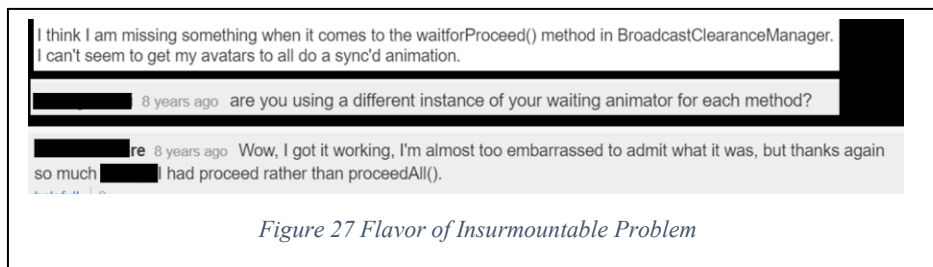 I think I am missing something when it comes to the waitforProceed() method in BroadcastClearanceManager.
I can't seem to get my avatars to all do a sync'd animation.
8 years ago are you using a different instance of your waiting animator for each method?
re 8 years ago Wow, I got it working, I'm almost too embarrassed to admit what it was, but thanks again
so much I had proceed rather than proceedAll().
Figure 27 Flavor of Insurmountable Problem